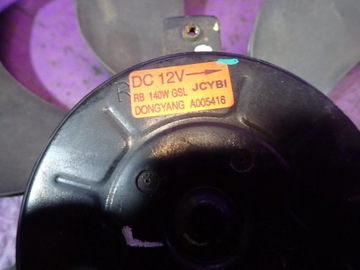 DC 12V → JCYBI
RB 140W GSL
DONGYANG A005416
R